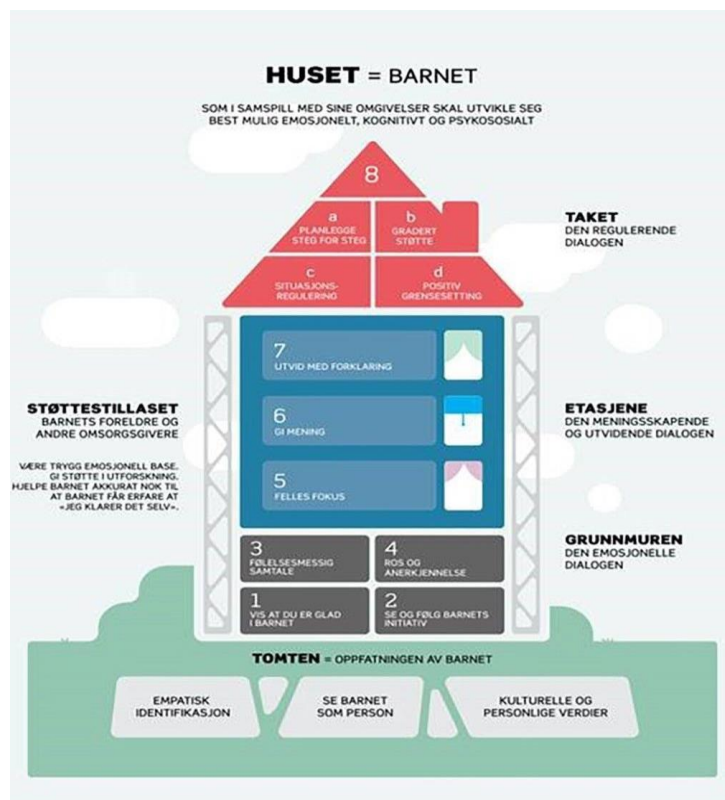 HUSET = BARNET
SOM I SAMSPILL MED SINE OMGIVELSER SKAL UTVIKLE SEG
BEST MULIG EMOSJONELT, KOGNITIVT OG PSYKOSOSIALT
8
a
PLANLEGGE
STEG FOR STEG
b
GRADERT
STØTTE
c
SITUASJONS-
REGULERING
d
POSITIV
GRENSESETTING
TAKET
DEN REGULERENDE
DIALOGEN
7
UTVID MED FORKLARING
6
GI MENING
5
FELLES FOKUS
STØTTESTILLASET
BARNETS FORELDRE OG
ANDRE OMSORGSGIVERE
VÆRE TRYGG EMOSJONELL BASE.
GI STØTTE I UTFORSKNING.
HJELPE BARNET AKKURAT NOK TIL
AT BARNET FÅR ERFARE AT
«JEG KLARER DET SELV».
ETASJENE
DEN MENINGSSKAPENDE
OG UTVIDENDE DIALOGEN
3
FØLELSESMESSIG
SAMTALE
4
ROS OG
ANERKJENNELSE
1
VIS AT DU ER GLAD
I BARNET
2
SE OG FØLG BARNETS
INITIATIV
GRUNNMUREN
DEN EMOSJONELLE
DIALOGEN
TOMTEN = OPPFATNINGEN AV BARNET
EMPATISK
IDENTIFIKASJON
SE BARNET
SOM PERSON
KULTURELLE OG
PERSONLIGE VERDIER